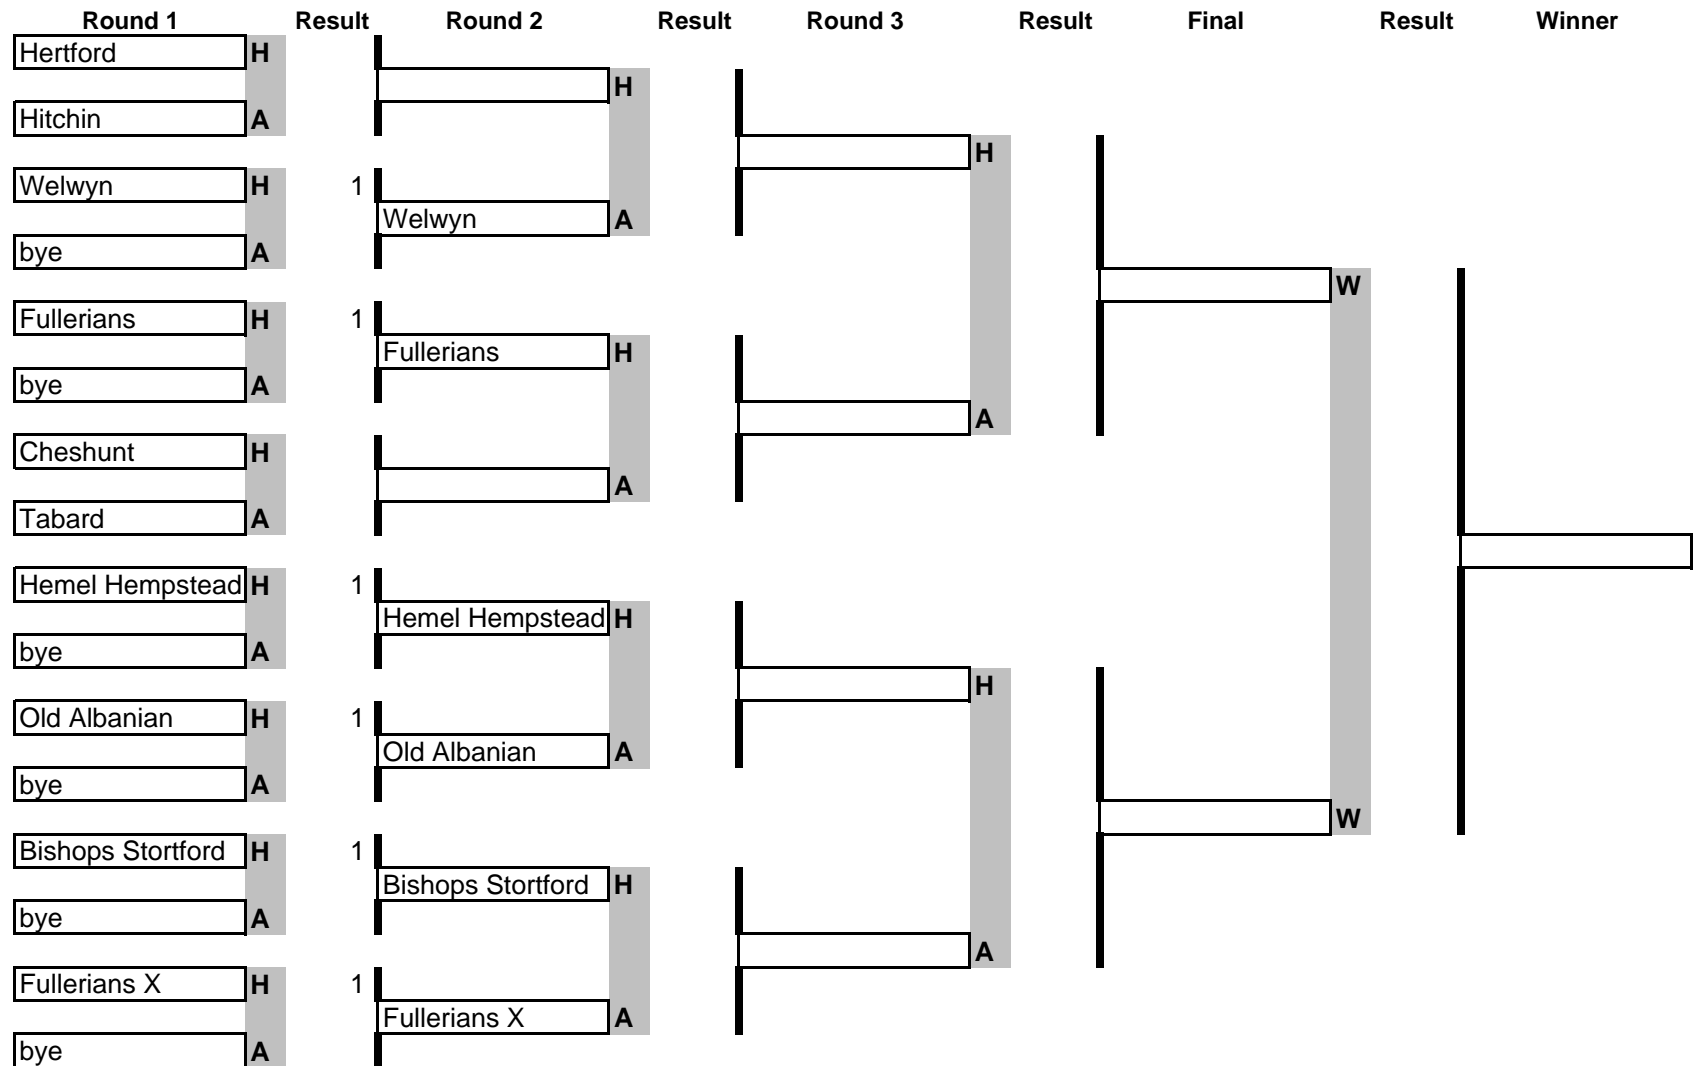 Round 1 Result Round 2 Result Round 3 Result Final Result Winner
Hertford H
H
Hitchin A
H
Welwyn H 1
Welwyn A
bye A
W
Fullerians H 1
Fullerians H
bye A
A
Cheshunt H
A
Tabard A
Hemel Hempstead H 1
Hemel Hempstead H
bye A
H
Old Albanian H 1
Old Albanian A
bye A
W
Bishops Stortford H 1
Bishops Stortford H
bye A
A
Fullerians X H 1
Fullerians X A
bye A